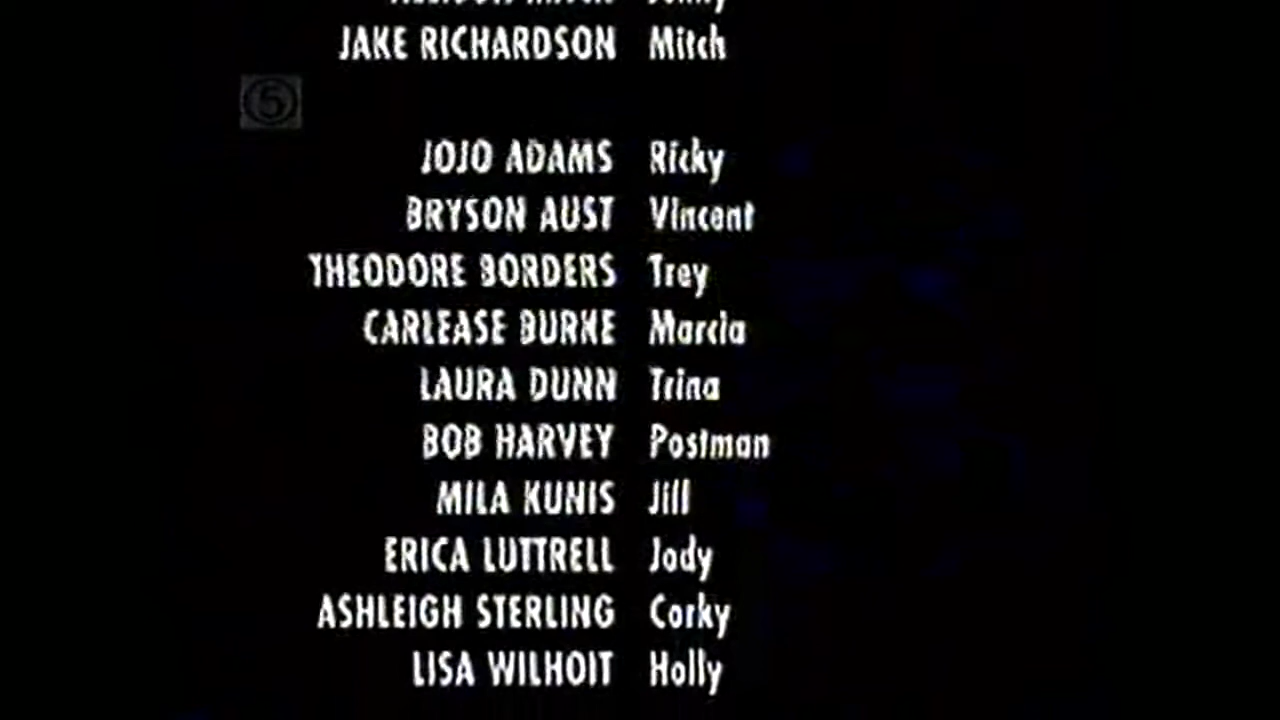 JAKE RICHARDSON Mitch
5
JOJO ADAMS Ricky
BRYSON AUST Vincent
THEODORE BORDERS Trey
CARLEASE BURKE Marcia
LAURA DUNN Trina
BOB HARVEY Postman
MILA KUNIS Jill
ERICA LUTTRELL Jody
ASHLEIGH STERLING Corky
LISA WILHOIT Holly